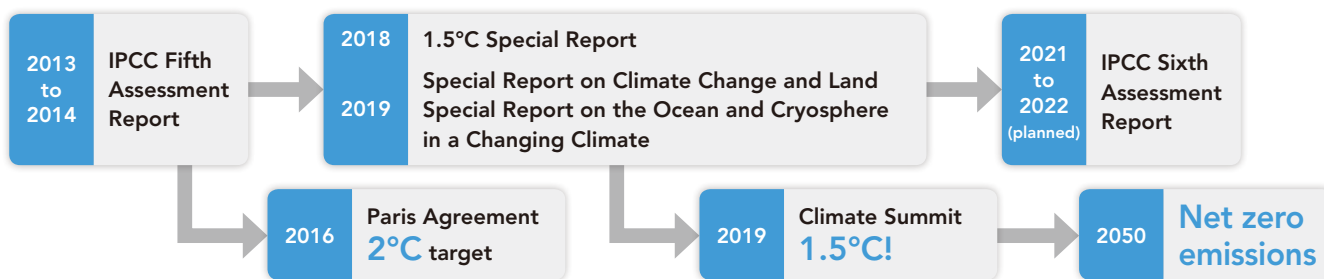 2013
to
2014
IPCC Fifth
Assessment
Report
2018
1.5°C Special Report
2019
Special Report on Climate Change and Land
Special Report on the Ocean and Cryosphere
in a Changing Climate
2021
to
2022
(planned)
IPCC Sixth
Assessment
Report
2016
Paris Agreement
2°C target
2019
Climate Summit
1.5°C!
2050
Net zero
emissions